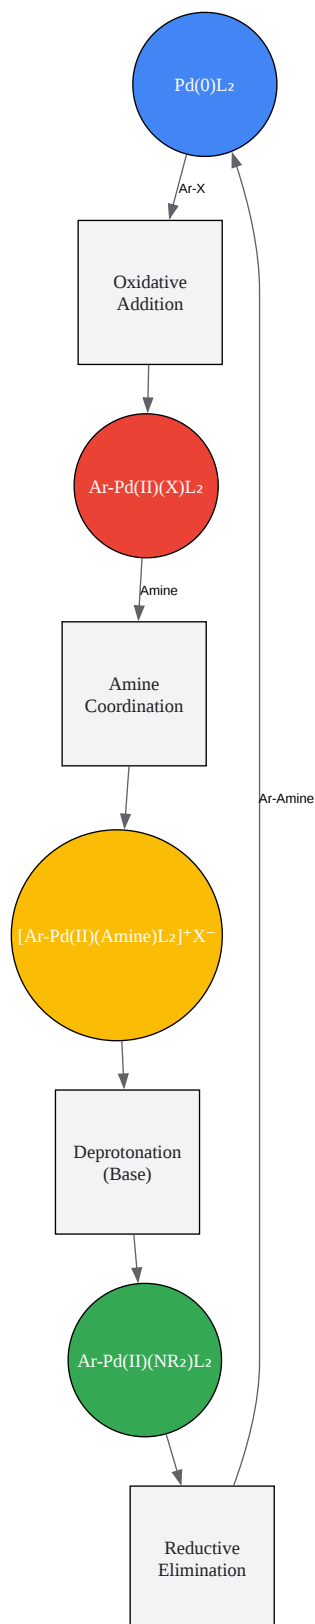 Pd(0)L₂
Ar-X
Oxidative
Addition
Ar-Pd(II)(X)L₂
Amine
Amine
Coordination
Ar-Amine
[Ar-Pd(II)(Amine)L₂]⁺X⁻
Deprotonation
(Base)
Ar-Pd(II)(NR₂)L₂
Reductive
Elimination